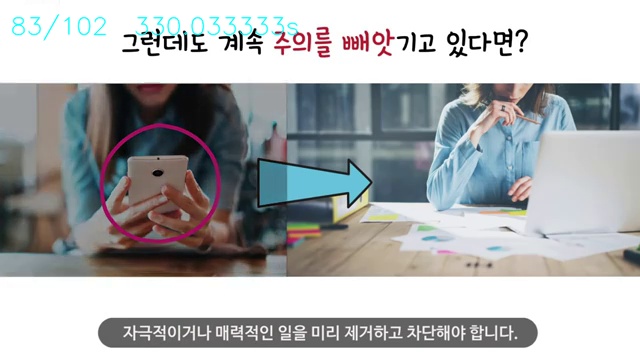 83/102 330.033333s
그런데도 계속 주의를 빼앗기고 있다면?
자극적이거나 매력적인 일을 미리 제거하고 차단해야 합니다.